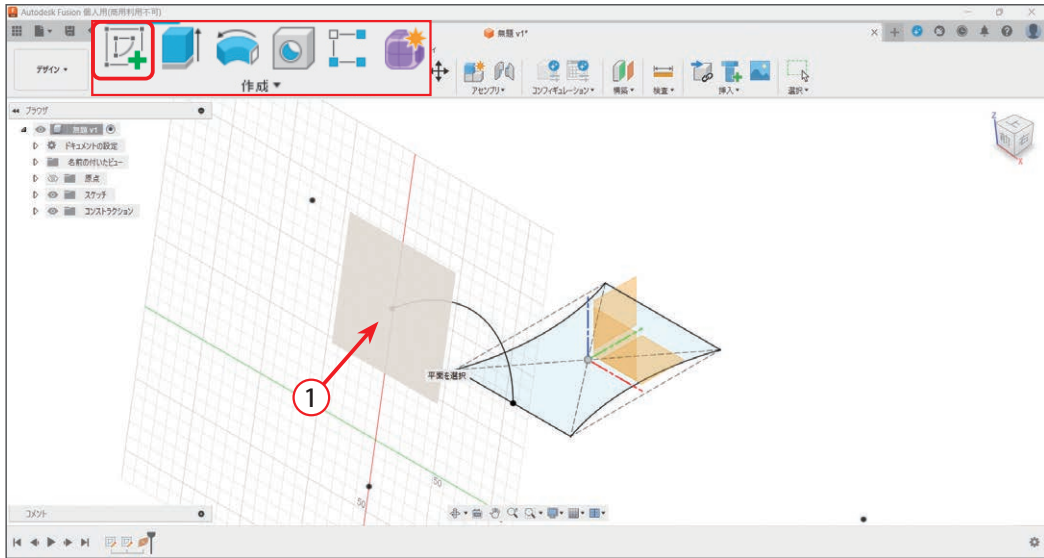 Autodesk Fusion 個人用(商用利用不可)
無題 v1*
デザイン
作成
アセンブリ
コンフィギュレーション
構築
検査
挿入
選択
ブラウザ
無題 v1
ドキュメントの設定
名前の付いたビュー
原点
スケッチ
コンストラクション
Z
上
前
右
X
平面を選択
1
50
50
コメント